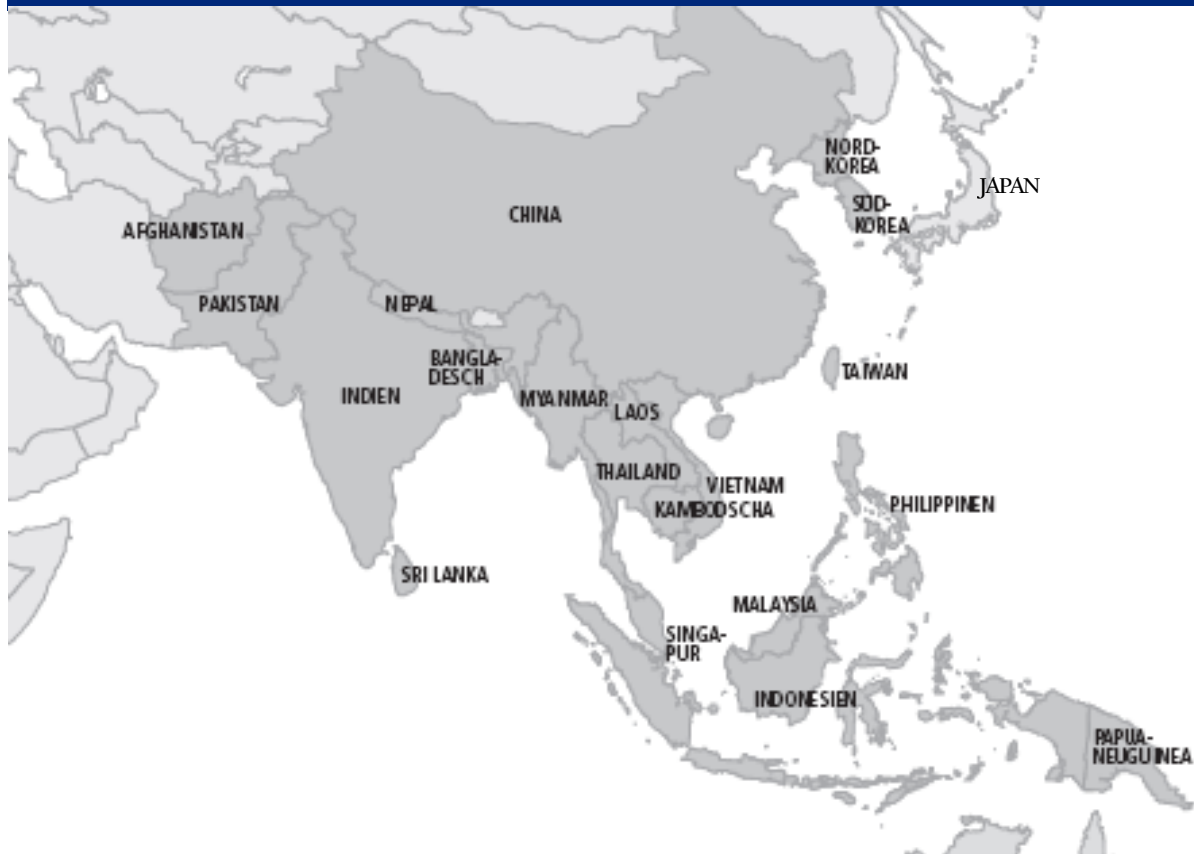 NORD-
KOREA
JAPAN
SÜD-
KOREA
CHINA
AFGHANISTAN
PAKISTAN
NEPAL
BANGLA-
DESCH
TAIWAN
INDIEN
MYANMAR
LAOS
THAILAND
VIETNAM
KAMBODSCHA
PHILIPPINEN
SRI LANKA
MALAYSIA
SINGA-
PUR
INDONESIEN
PAPUA-
NEUGUINEA